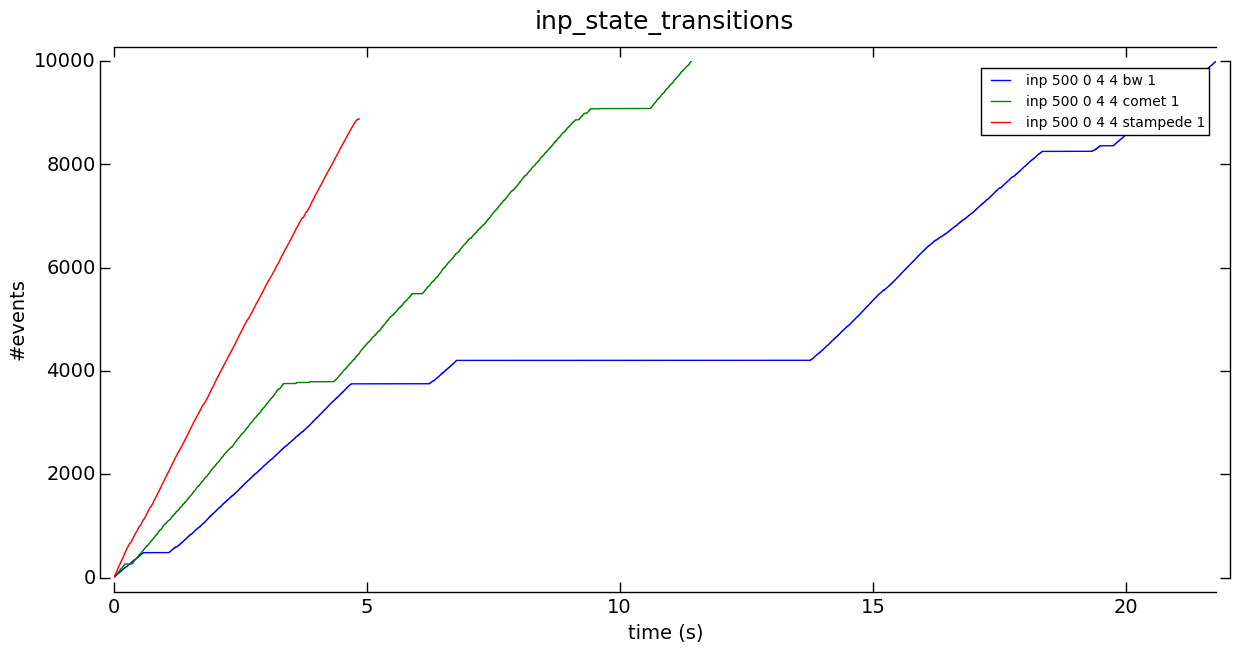 inp_state_transitions
10000
8000
6000
4000
2000
0
#events
inp 500 0 4 4 bw 1
inp 500 0 4 4 comet 1
inp 500 0 4 4 stampede 1
0 5 10 15 20
time (s)